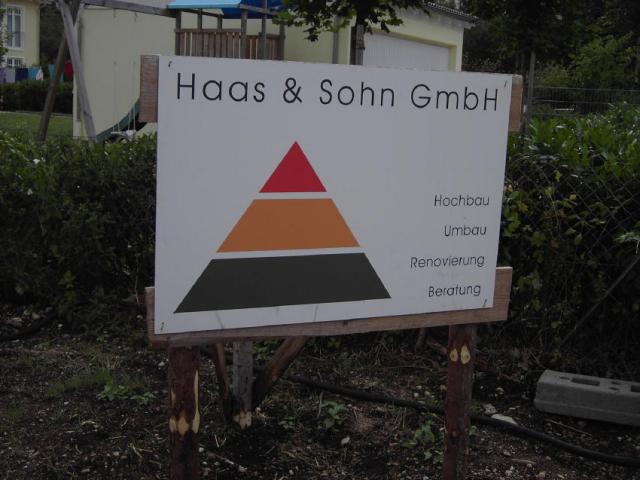 Haas & Sohn GmbH
Hochbau
Umbau
Renovierung
Beratung